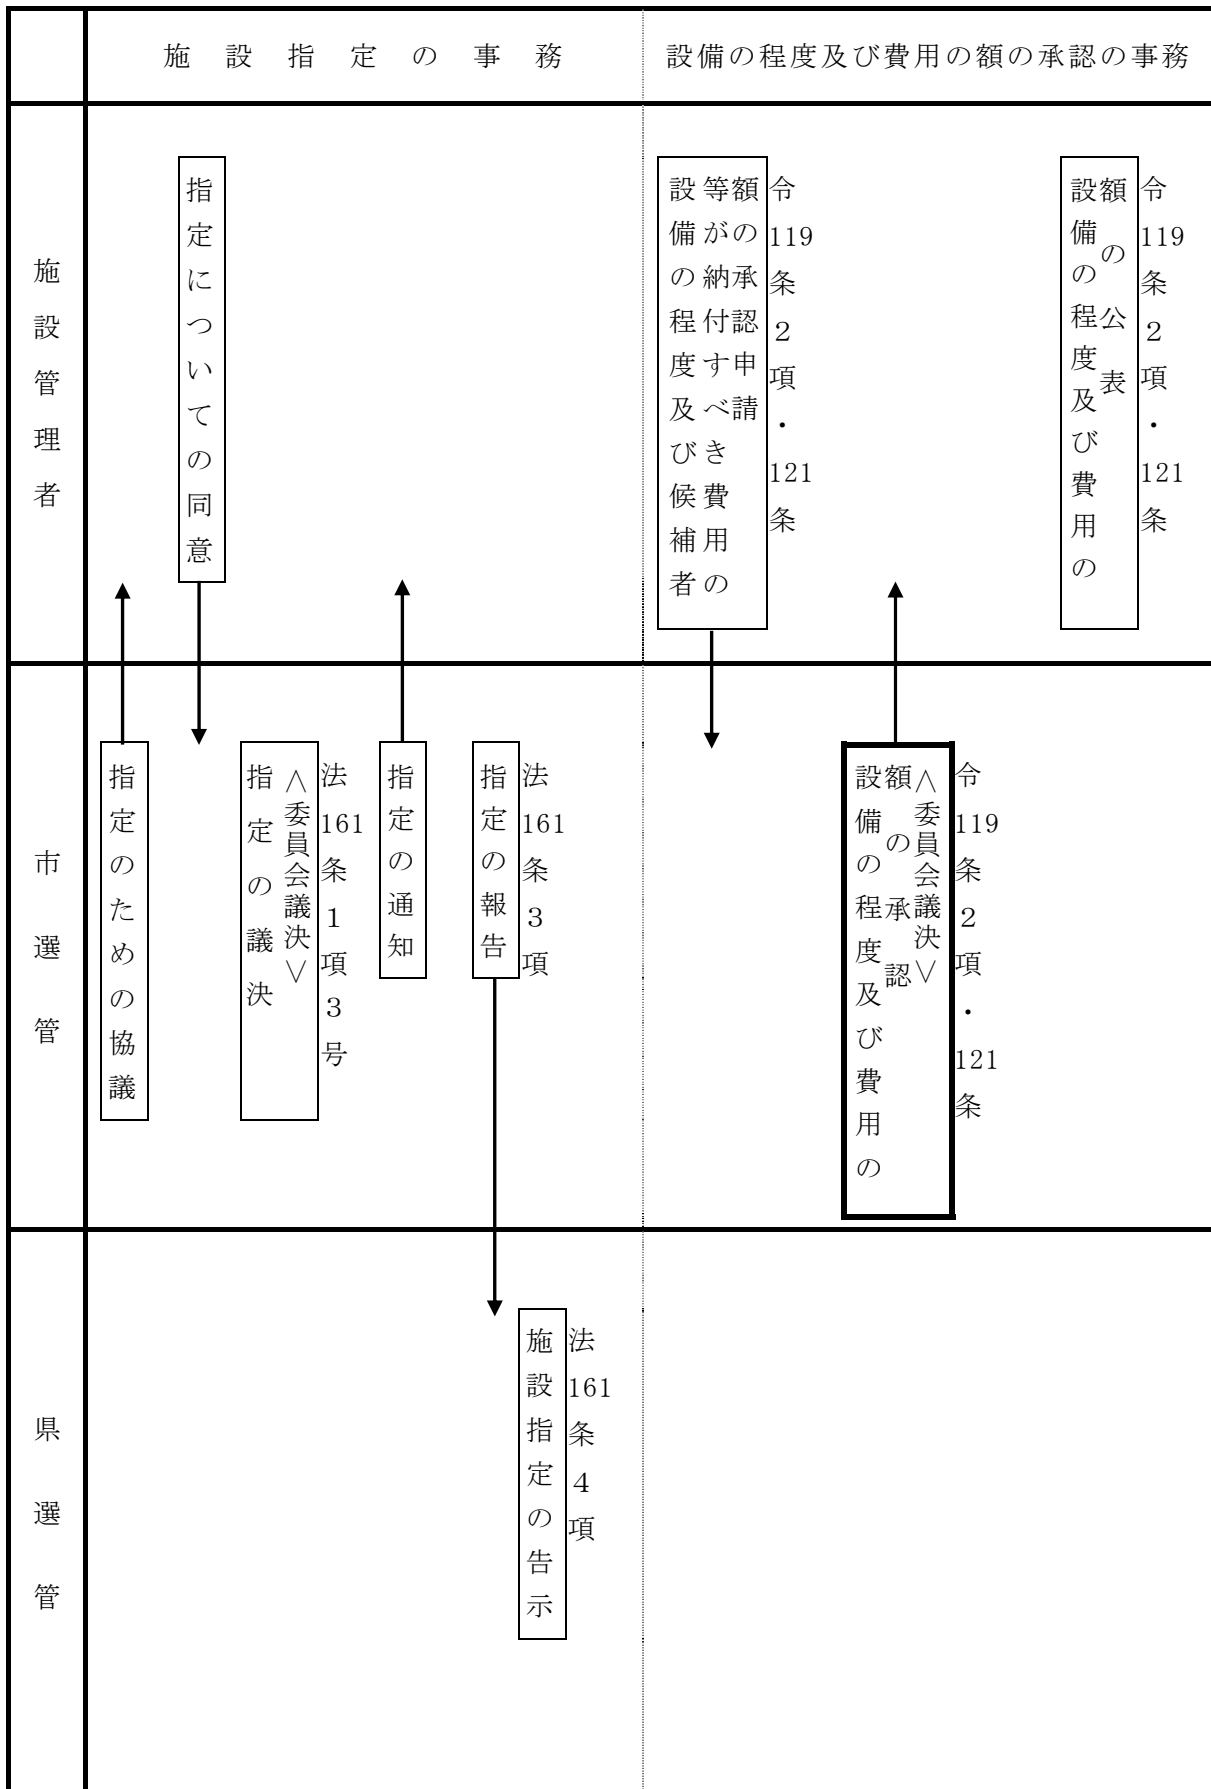 施設指定の事務
設備の程度及び費用の額の承認の事務
施設管理者
指定についての同意
設備の程度及び候補者
等が納付すべき費用の
額の承認申請
令119条2項・121条
設備の程度及び費用の
額の公表
令119条2項・121条
市選管
指定のための協議
指定の議決
<委員会議決>
法161条1項3号
指定の通知
指定の報告
法161条3項
設備の程度及び費用の
額の承認
<委員会議決>
令119条2項・121条
県選管
施設指定の告示
法161条4項